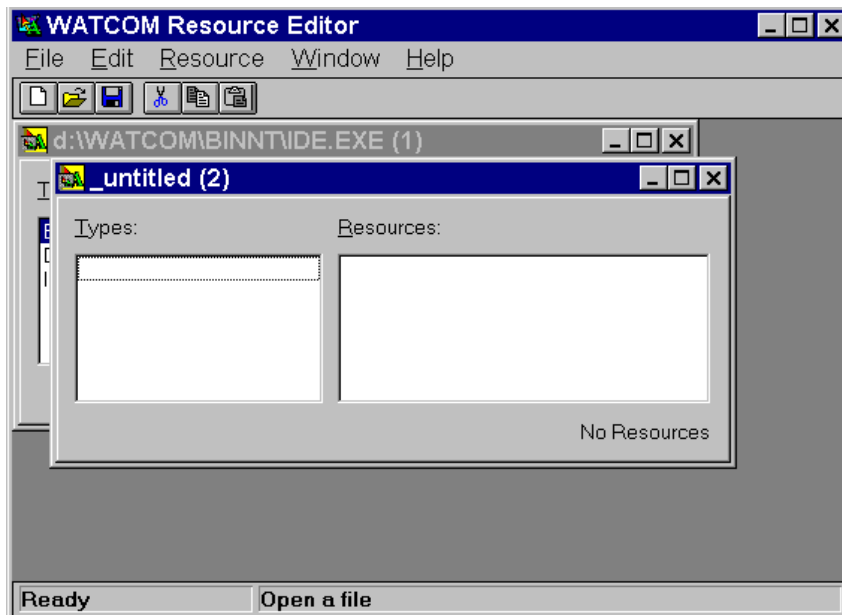 WATCOM Resource Editor
File Edit Resource Window Help
d:\WATCOM\BINNT\IDE.EXE (1)
_untitled (2)
Types: Resources:
No Resources
Ready Open a file